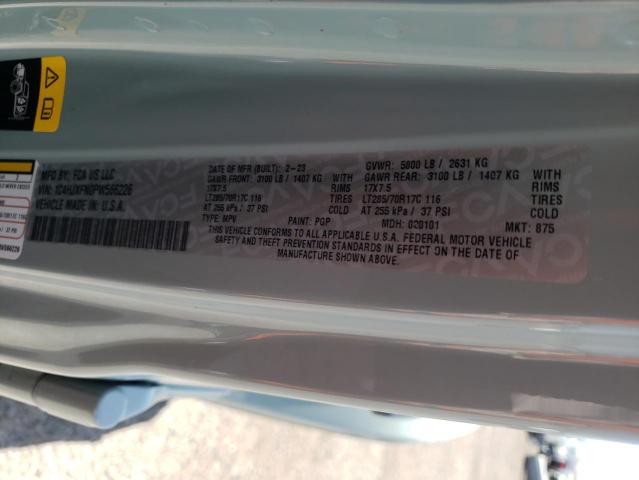 MFG BY: FCA US LLC
VIN: 1C4HJXFN0PW566226
VEHICLE MADE IN: U.S.A.
DATE OF MFR (BUILT): 2-23 GVWR: 5800 LB / 2631 KG
GAWR FRONT: 3100 LB / 1407 KG WITH GAWR REAR: 3100 LB / 1407 KG WITH
17X7.5 RIMS 17X7.5 RIMS
LT285/70R17C 116 TIRES LT285/70R17C 116 TIRES
AT 255 kPa / 37 PSI COLD AT 255 kPa / 37 PSI COLD
TYPE: MPV PAINT: PGP MDH: 020101 MKT: 875
THIS VEHICLE CONFORMS TO ALL APPLICABLE U.S.A. FEDERAL MOTOR VEHICLE
SAFETY AND THEFT PREVENTION STANDARDS IN EFFECT ON THE DATE OF
MANUFACTURE SHOWN ABOVE.